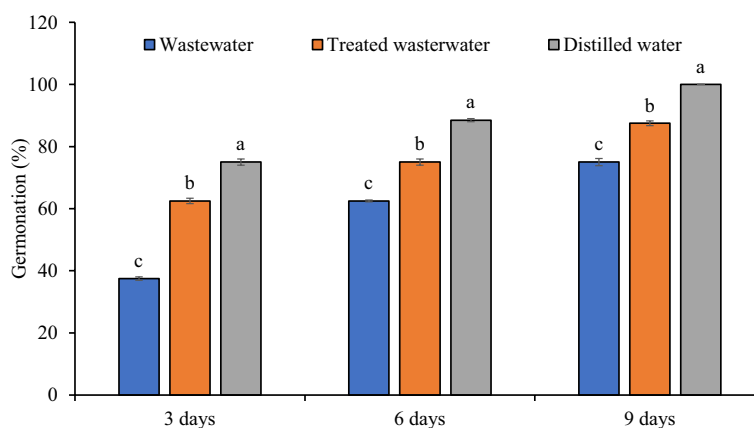 120
Wastewater Treated wasterwater Distilled water
a
100
a
b
c
80
a
b
b
c
60
Germonation (%)
c
40
20
0
3 days 6 days 9 days